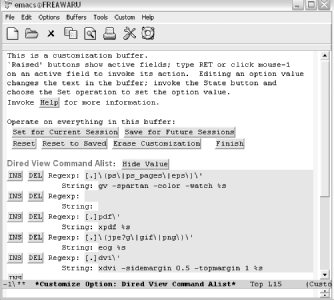 emacs@FREAWARU
File Edit Options Buffers Tools Custom Help
This is a customization buffer.
`Raised' buttons show active fields; type RET or click mouse-1
on an active field to invoke its action.  Editing an option value
changes the text in the buffer; invoke the State button and
choose the Set operation to set the option value.
Invoke Help for more information.
Operate on everything in this buffer:
Set for Current Session Save for Future Sessions
Reset Reset to Saved Erase Customization Finish
Dired View Command Alist: Hide Value
INS DEL Regexp: [.]\(ps\|ps_pages\|eps\)\'
String: gv -spartan -color -watch %s
INS DEL Regexp:
String:
INS DEL Regexp: [.]pdf\'
String: xpdf %s
INS DEL Regexp: [.]\(jpe?g\|gif\|png\)\'
String: eog %s
INS DEL Regexp: [.]dvi\'
String: xdvi -sidemargin 0.5 -topmargin 1 %s
INS
-1\** *Customize Option: Dired View Command Alist* Top L15 (Custo